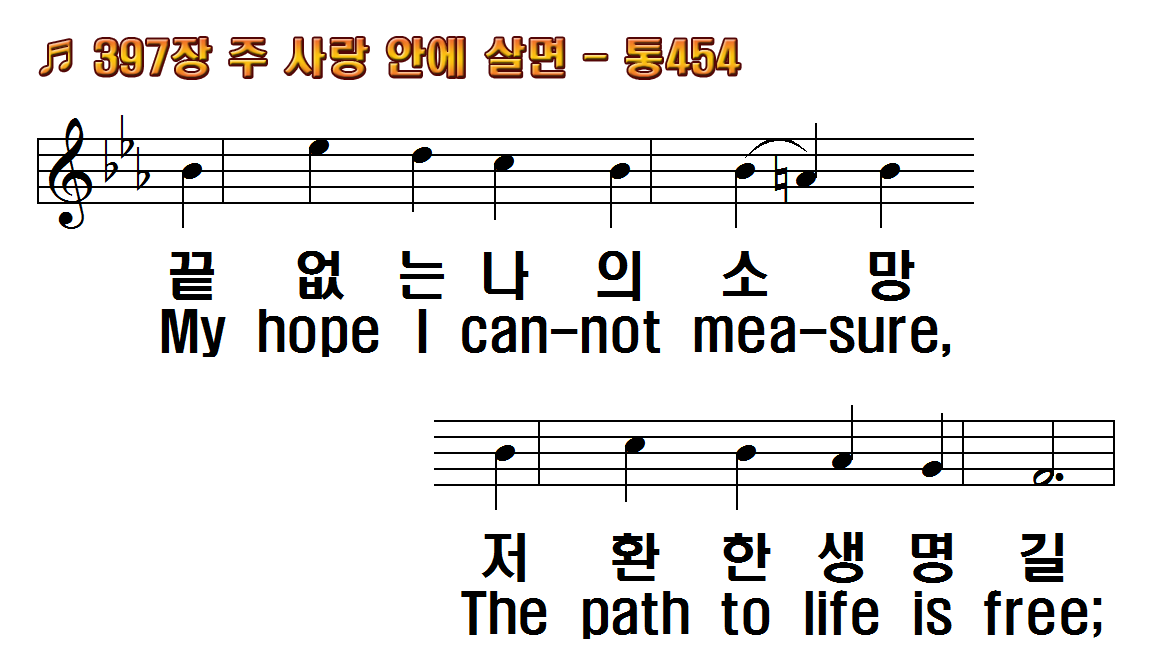 ♬ 397장 주 사랑 안에 살면 - 통454
끝 없 는 나 의 소 망
My hope I can-not mea-sure,
저 환 한 생 명 길
The path to life is free;